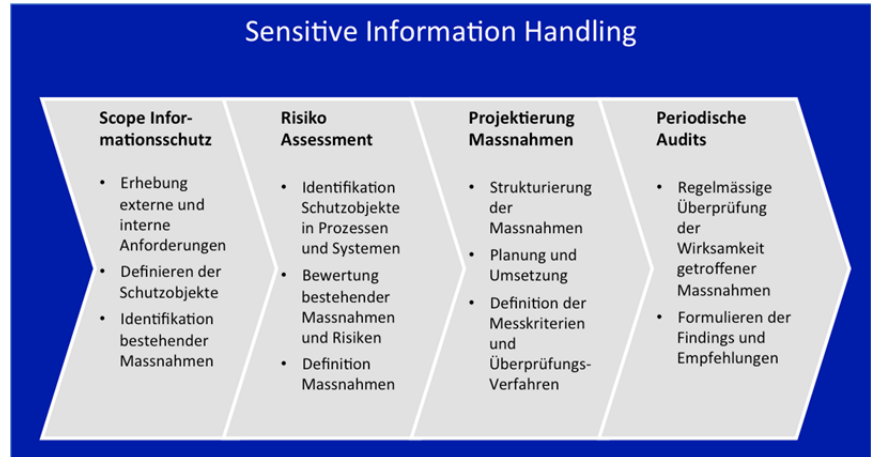 Sensitive Information Handling
Scope Infor-
mationsschutz
• Erhebung
externe und
interne
Anforderungen
• Definieren der
Schutzobjekte
• Identifikation
bestehender
Massnahmen
Risiko
Assessment
• Identifikation
Schutzobjekte
in Prozessen
und Systemen
• Bewertung
bestehender
Massnahmen
und Risiken
• Definition
Massnahmen
Projektierung
Massnahmen
• Strukturierung
der
Massnahmen
• Planung und
Umsetzung
• Definition der
Messkriterien
und
Überprüfungs-
Verfahren
Periodische
Audits
• Regelmässige
Überprüfung
der
Wirksamkeit
getroffener
Massnahmen
• Formulieren der
Findings und
Empfehlungen